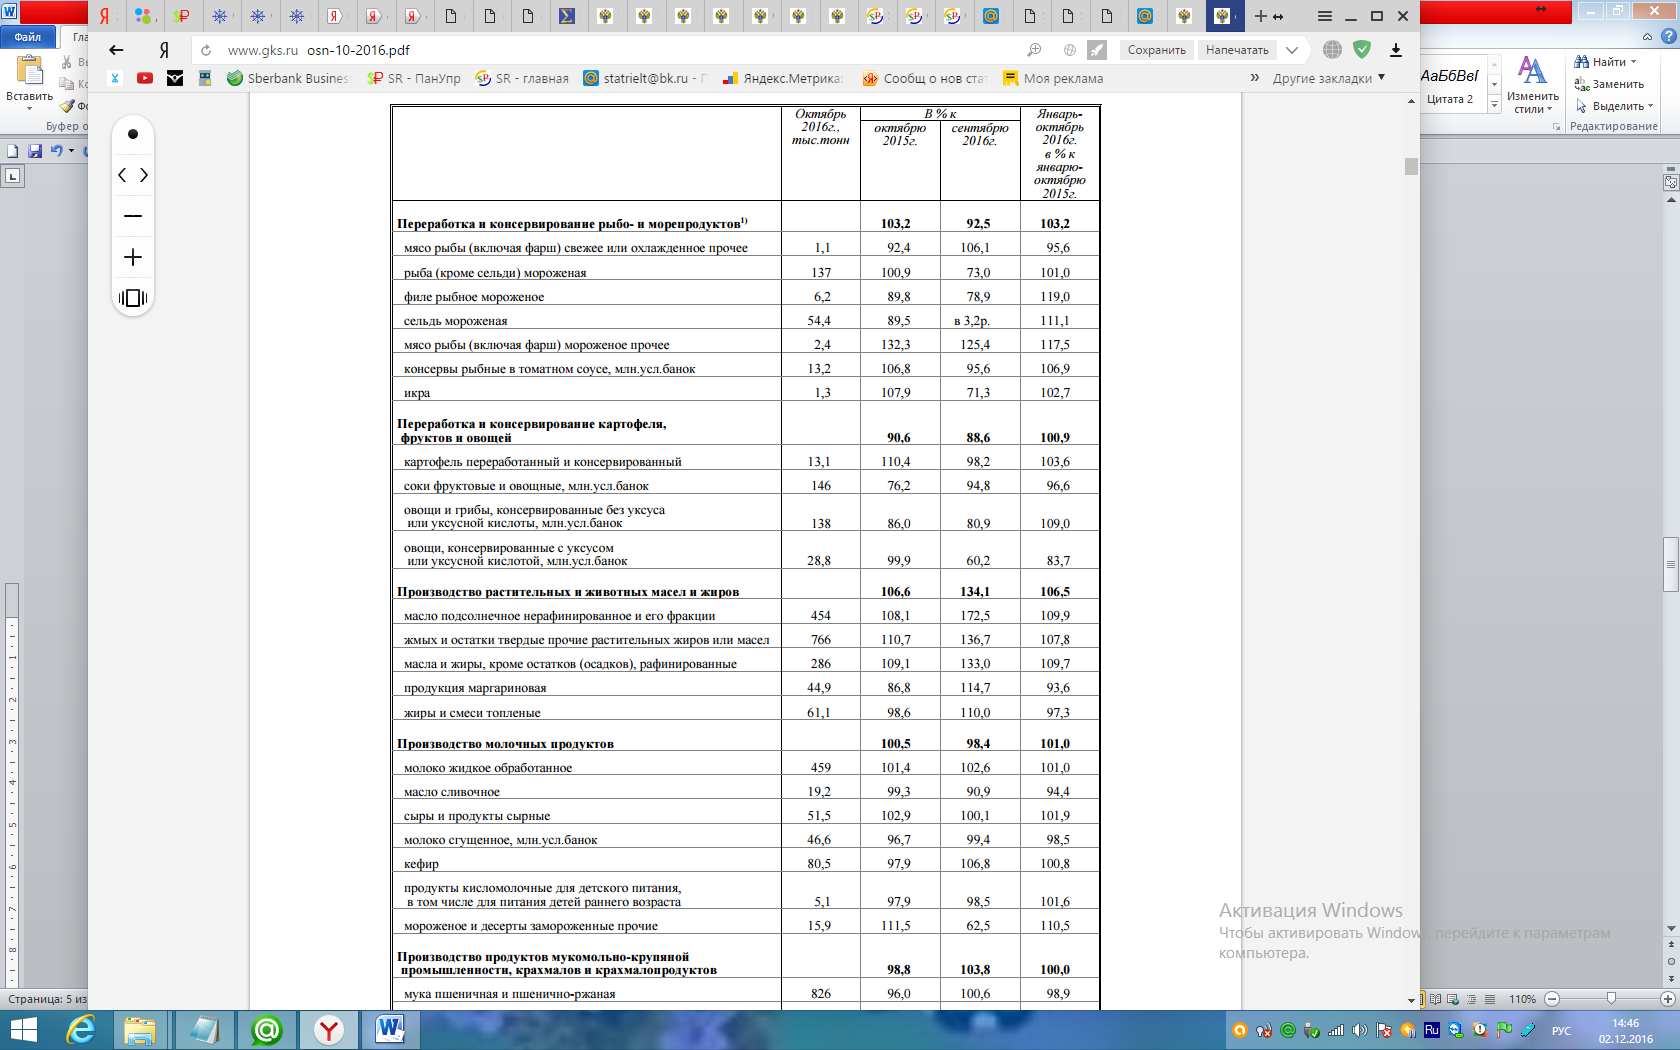 Файл
Гла
Вставить
Буфер о
www.gks.ru osn-10-2016.pdf
Сохранить
Напечатать
Sberbank Busines
SR - ПанУпр
SR - главная
statrielt@bk.ru - Г
Яндекс.Метрика:
Сообщ о нов ста
Моя реклама
» Другие закладки
АаБбВвГ
Цитата 2
Изменить
стили
Найти
Заменить
Выделить
Редактирование
Октябрь 2016г., тыс.тонн
В % к
октябрю 2015г.
сентябрю 2016г.
Январь-октябрь 2016г. в % к январю-октябрю 2015г.
Переработка и консервирование рыбо- и морепродуктов1) 103,2 92,5 103,2
мясо рыбы (включая фарш) свежее или охлажденное прочее 1,1 92,4 106,1 95,6
рыба (кроме сельди) мороженая 137 100,9 73,0 101,0
филе рыбное мороженое 6,2 89,8 78,9 119,0
сельдь мороженая 54,4 89,5 в 3,2р. 111,1
мясо рыбы (включая фарш) мороженое прочее 2,4 132,3 125,4 117,5
консервы рыбные в томатном соусе, млн.усл.банок 13,2 106,8 95,6 106,9
икра 1,3 107,9 71,3 102,7
Переработка и консервирование картофеля,
фруктов и овощей 90,6 88,6 100,9
картофель переработанный и консервированный 13,1 110,4 98,2 103,6
соки фруктовые и овощные, млн.усл.банок 146 76,2 94,8 96,6
овощи и грибы, консервированные без уксуса
или уксусной кислоты, млн.усл.банок 138 86,0 80,9 109,0
овощи, консервированные с уксусом
или уксусной кислотой, млн.усл.банок 28,8 99,9 60,2 83,7
Производство растительных и животных масел и жиров 106,6 134,1 106,5
масло подсолнечное нерафинированное и его фракции 454 108,1 172,5 109,9
жмых и остатки твердые прочие растительных жиров или масел 766 110,7 136,7 107,8
масла и жиры, кроме остатков (осадков), рафинированные 286 109,1 133,0 109,7
продукция маргариновая 44,9 86,8 114,7 93,6
жиры и смеси топленые 61,1 98,6 110,0 97,3
Производство молочных продуктов 100,5 98,4 101,0
молоко жидкое обработанное 459 101,4 102,6 101,0
масло сливочное 19,2 99,3 90,9 94,4
сыры и продукты сырные 51,5 102,9 100,1 101,9
молоко сгущенное, млн.усл.банок 46,6 96,7 99,4 98,5
кефир 80,5 97,9 106,8 100,8
продукты кисломолочные для детского питания,
в том числе для питания детей раннего возраста 5,1 97,9 98,5 101,6
мороженое и десерты замороженные прочие 15,9 111,5 62,5 110,5
Производство продуктов мукомольно-крупяной
промышленности, крахмалов и крахмалопродуктов 98,8 103,8 100,0
мука пшеничная и пшенично-ржаная 826 96,0 100,6 98,9
Активация Windows
Чтобы активировать Windows, перейдите к параметрам
компьютера.
Страница: 5 из
110%
РУС
14:46
02.12.2016